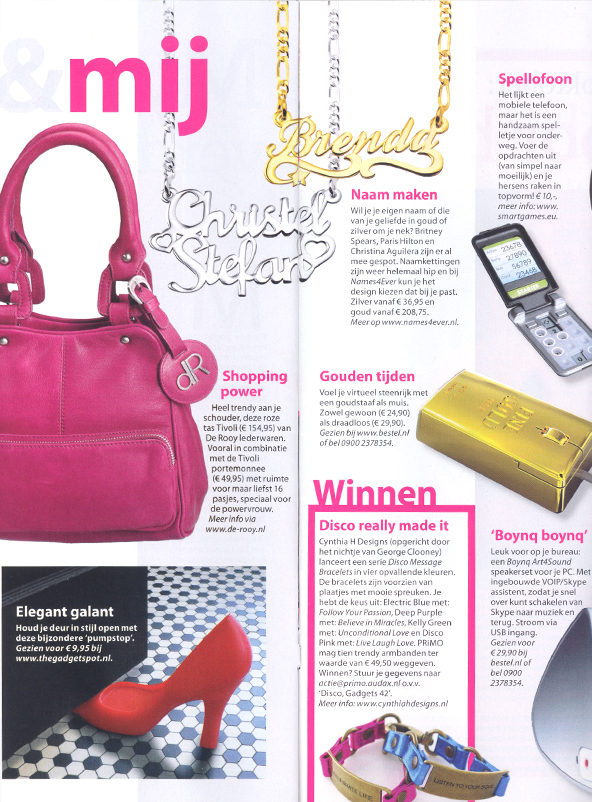 &mij
Brenda
Christel
Stefan
Naam maken
Wil je je eigen naam of die
van je geliefde in goud of
zilver om je nek? Britney
Spears, Paris Hilton en
Christina Aguilera zijn er al
mee gespot. Naamkettingen
zijn weer helemaal hip en bij
Names4Ever kun je het
design kiezen dat bij je past.
Zilver vanaf € 36,95 en
goud vanaf € 208,75.
Meer op www.names4ever.nl.
Spellofoon
Het lijkt een
mobiele telefoon,
maar het is een
handzaam spel-
letje voor onder-
weg. Voer de
opdrachten uit
(van simpel naar
moeilijk) en je
hersens raken in
topvorm! € 10,-,
meer info: www.
smartgames.eu.
23678
27890
56789
23468
dR
Shopping
power
Heel trendy aan je
schouder, deze roze
tas Tivoli (€ 154,95) van
De Rooy lederwaren.
Vooral in combinatie
met de Tivoli
portemonnee
(€ 49,95) met ruimte
voor maar liefst 16
pasjes, speciaal voor
de powervrouw.
Meer info via
www.de-rooy.nl
Gouden tijden
Voel je virtueel steenrijk met
een goudstaaf als muis.
Zowel gewoon (€ 24,90)
als draadloos (€ 29,90).
Gezien bij www.bestel.nl
of bel 0900 2378354.
Winnen
Disco really made it
Cynthia H Designs (opgericht door
het nichtje van George Clooney)
lanceert een serie Disco Message
Bracelets in vier opvallende kleuren.
De bracelets zijn voorzien van
plaatjes met mooie spreuken. Je
hebt de keus uit: Electric Blue met:
Follow Your Passion, Deep Purple
met: Believe in Miracles, Kelly Green
met: Unconditional Love en Disco
Pink met: Live Laugh Love. PRIMO
mag tien trendy armbanden ter
waarde van € 49,50 weggeven.
Winnen? Stuur je gegevens naar
actie@primo.audax.nl o.v.v.
'Disco, Gadgets 42'.
Meer info: www.cynthiahdesigns.nl
LISTEN TO YOUR SOUL
'Boynq boynq'
Leuk voor op je bureau:
een Boynq Art4Sound
speakerset voor je PC. Met
ingebouwde VOIP/Skype
assistent, zodat je snel
over kunt schakelen van
Skype naar muziek en
terug. Stroom via
USB ingang.
Gezien voor
€ 29,90 bij
bestel.nl of
bel 0900
2378354.
Elegant galant
Houd je deur in stijl open met
deze bijzondere 'pumpstop'.
Gezien voor € 9,95 bij
www.thegadgetspot.nl.